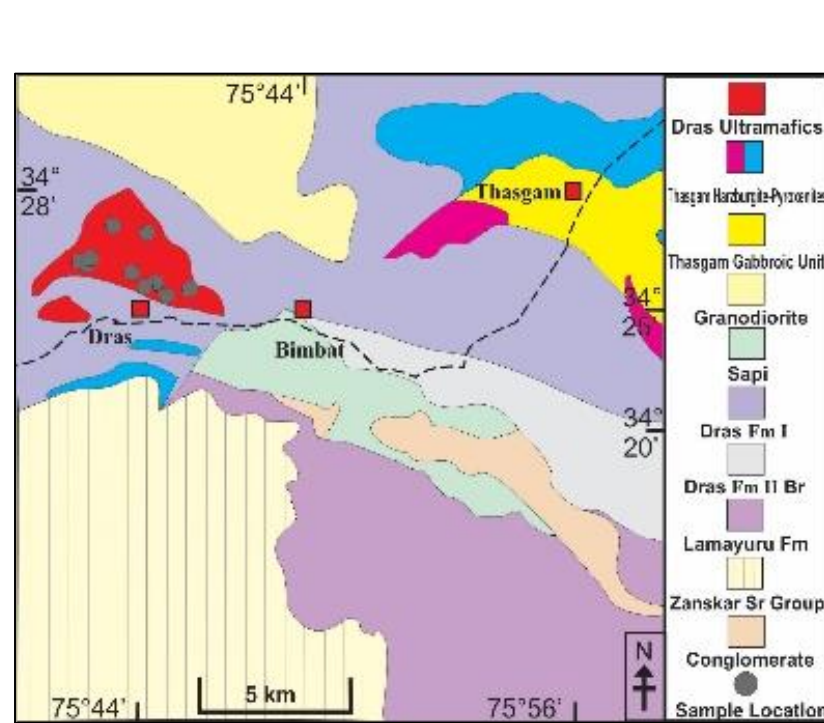 75°44'
34°
28'
Thasgam
Dras
Bimbat
34°
26'
34°
20'
75°44'
5 km
75°56'
N
Dras Ultramafics
Thasgam Harzburgite-Pyroxenites
Thasgam Gabbroic Unit
Granodiorite
Sapi
Dras Fm I
Dras Fm II Br
Lamayuru Fm
Zanskar Sr Group
Conglomerate
Sample Location